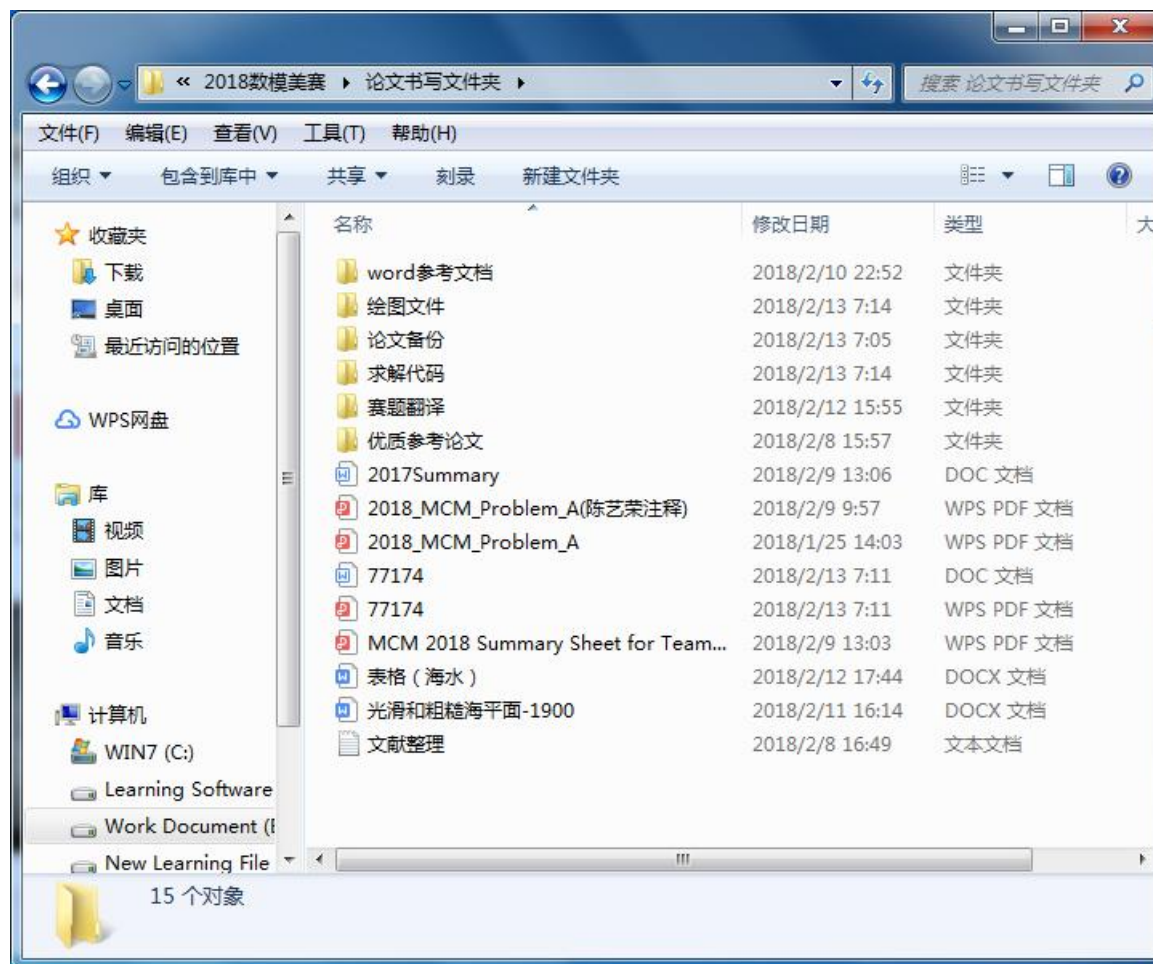 « 2018数模美赛 论文书写文件夹
搜索 论文书写文件夹
文件(F) 编辑(E) 查看(V) 工具(T) 帮助(H)
组织 包含到库中 共享 刻录 新建文件夹
收藏夹
下载
桌面
最近访问的位置
WPS网盘
库
视频
图片
文档
音乐
计算机
WIN7 (C:)
Learning Software
Work Document (
New Learning File
名称 修改日期 类型 大
word参考文档 2018/2/10 22:52 文件夹
绘图文件 2018/2/13 7:14 文件夹
论文备份 2018/2/13 7:05 文件夹
求解代码 2018/2/13 7:14 文件夹
赛题翻译 2018/2/12 15:55 文件夹
优质参考论文 2018/2/8 15:57 文件夹
2017Summary 2018/2/9 13:06 DOC 文档
2018_MCM_Problem_A(陈艺荣注释) 2018/2/9 9:57 WPS PDF 文档
2018_MCM_Problem_A 2018/1/25 14:03 WPS PDF 文档
77174 2018/2/13 7:11 DOC 文档
77174 2018/2/13 7:11 WPS PDF 文档
MCM 2018 Summary Sheet for Team... 2018/2/9 13:03 WPS PDF 文档
表格（海水） 2018/2/12 17:44 DOCX 文档
光滑和粗糙海平面-1900 2018/2/11 16:14 DOCX 文档
文献整理 2018/2/8 16:49 文本文档
15 个对象